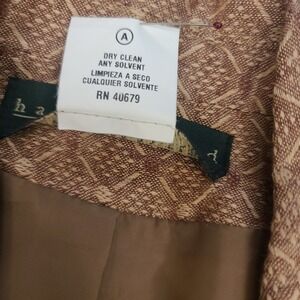 A
DRY CLEAN
ANY SOLVENT
LIMPIEZA A SECO
CUALQUIER SOLVENTE
RN 40679